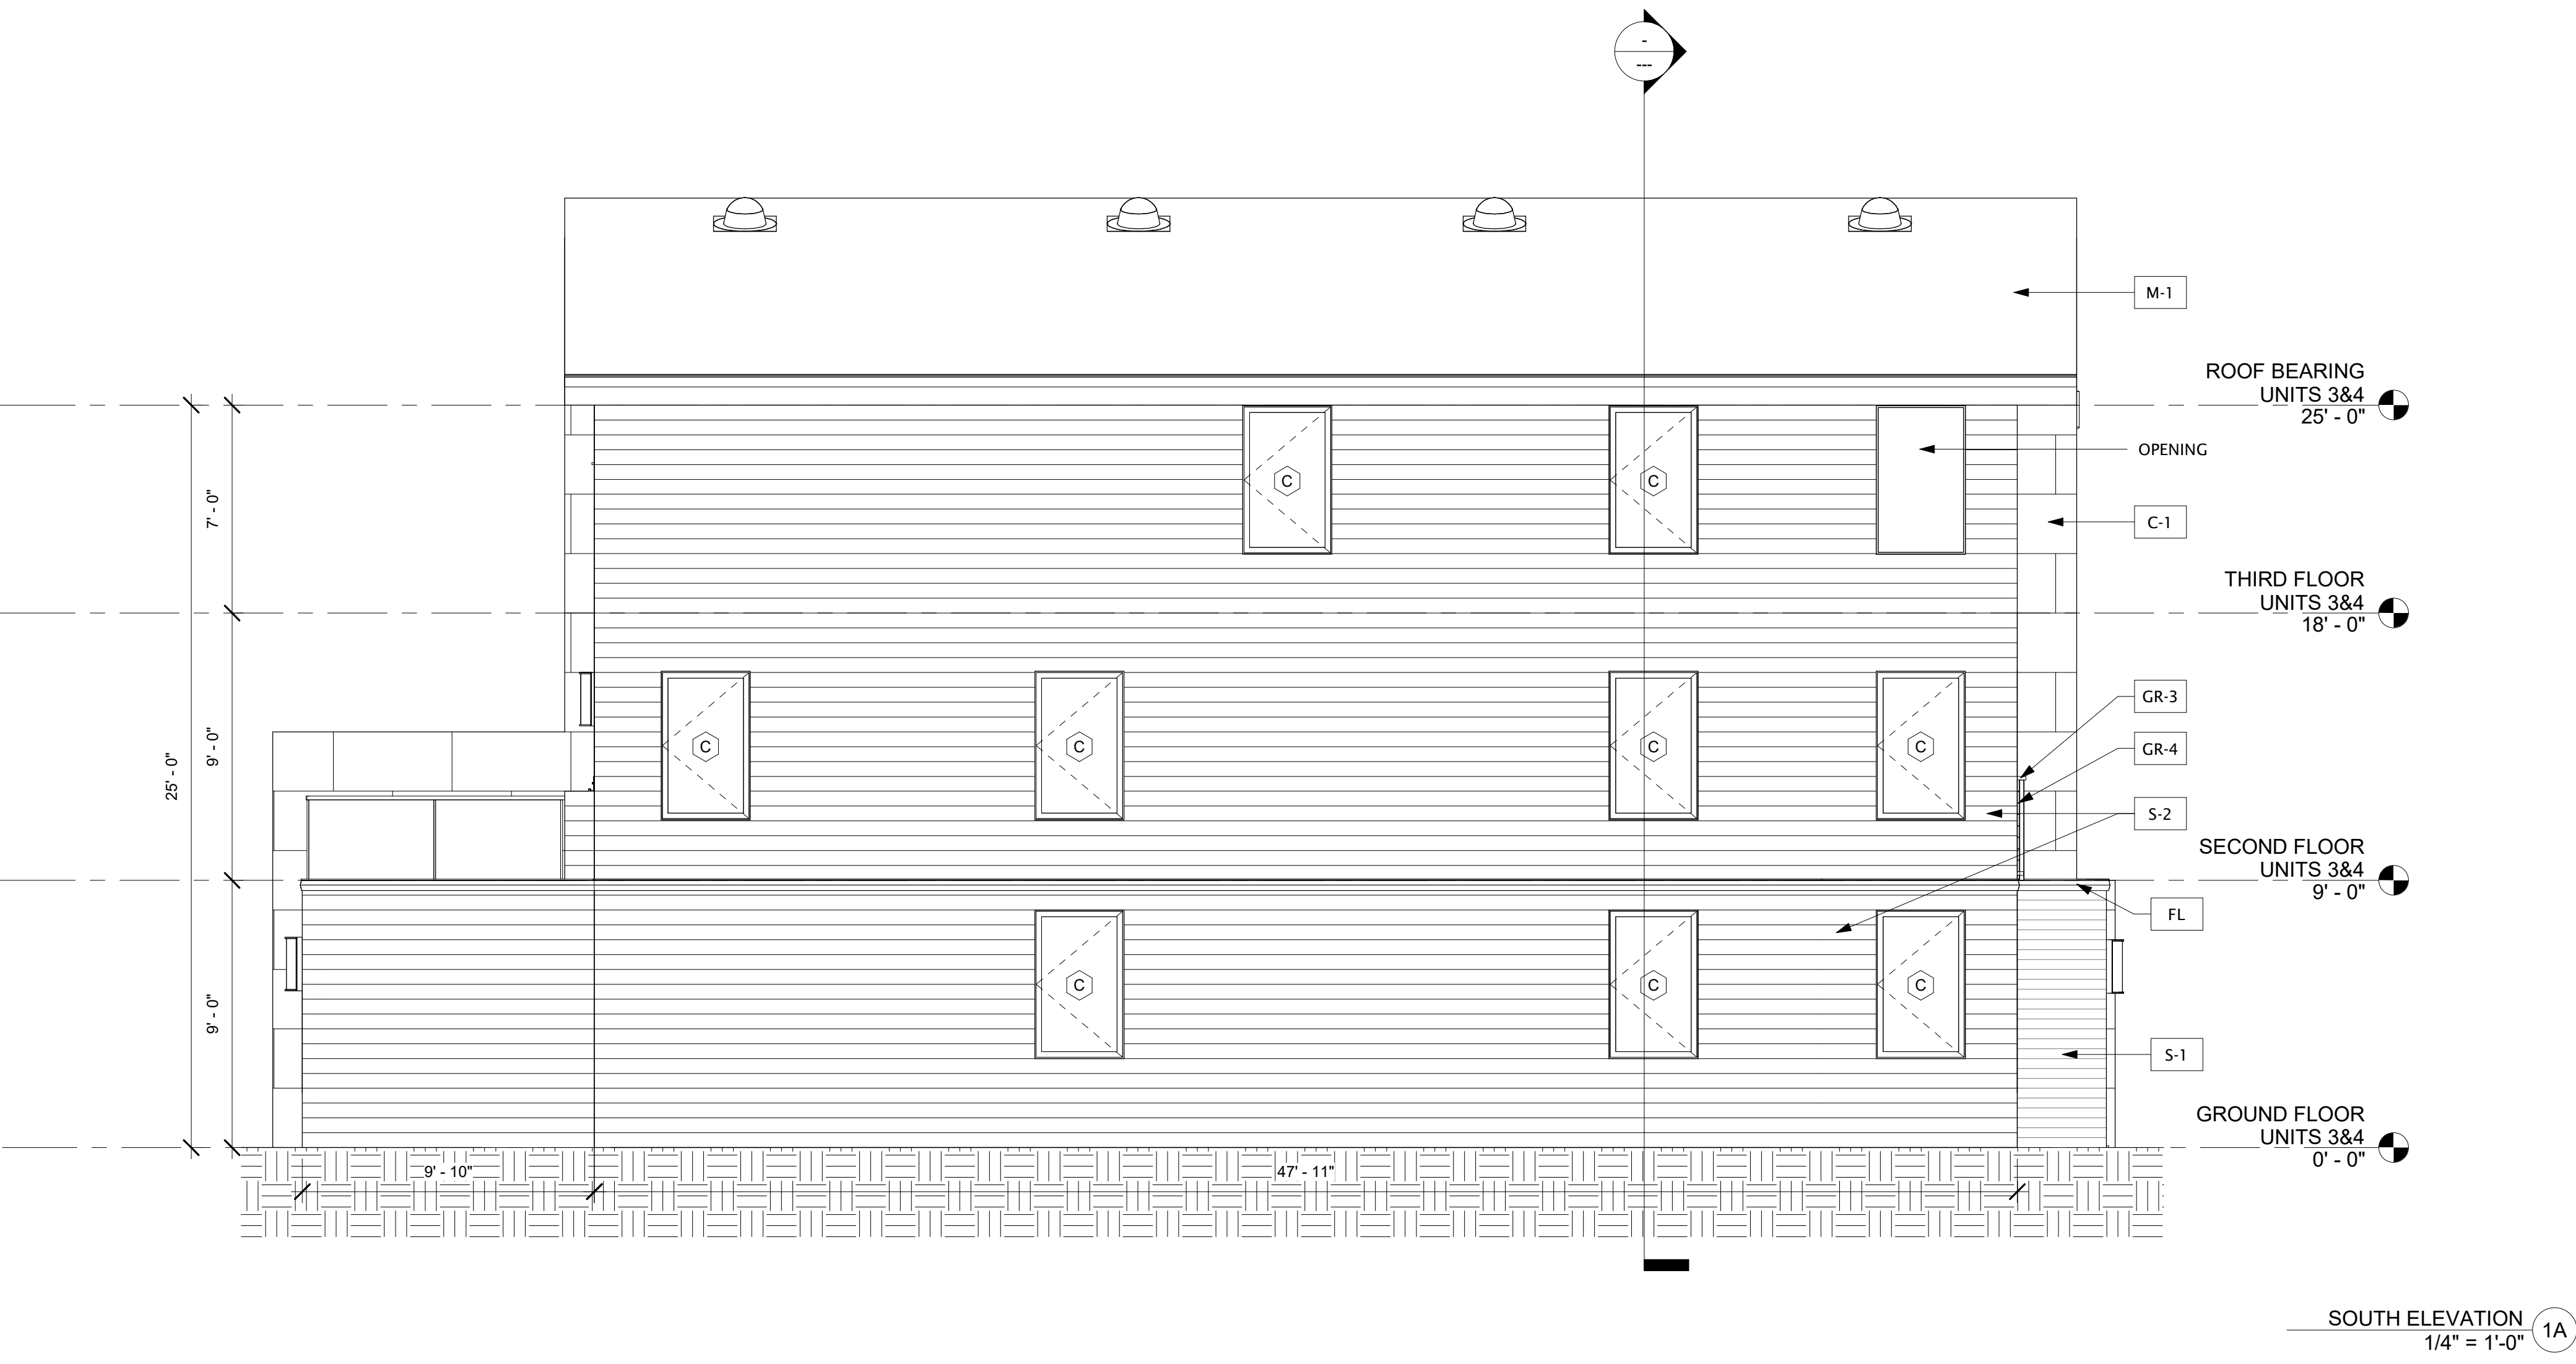 -
---
M-1
ROOF BEARING
UNITS 3&4
25' - 0"
OPENING
C
C
7' - 0"
C-1
THIRD FLOOR
UNITS 3&4
18' - 0"
GR-3
C
C
C
C
GR-4
9' - 0"
25' - 0"
S-2
SECOND FLOOR
UNITS 3&4
9' - 0"
FL
C
C
C
9' - 0"
S-1
GROUND FLOOR
UNITS 3&4
0' - 0"
9' - 10"
47' - 11"
SOUTH ELEVATION
1/4" = 1'-0"
1A